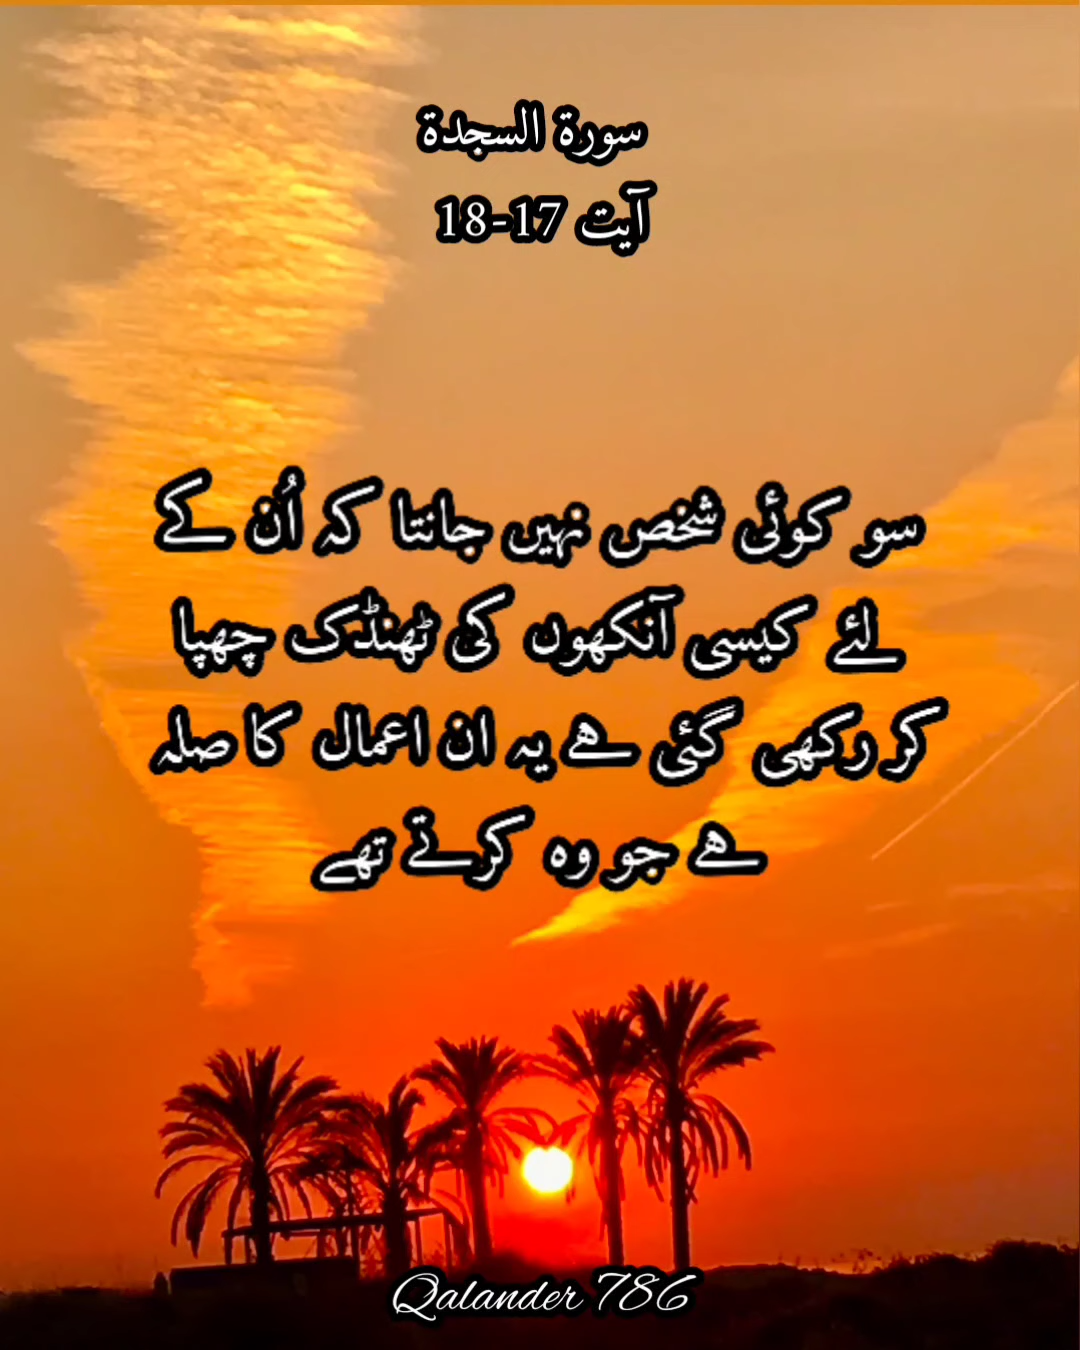 سورة السجدة
آیت 17-18
سو کوئی شخص نہیں جانتا کہ اُن کے
لئے کیسی آنکھوں کی ٹھنڈک چھپا
کر رکھی گئی ہے یہ ان اعمال کا صلہ
ہے جو وہ کرتے تھے
Qalander 786